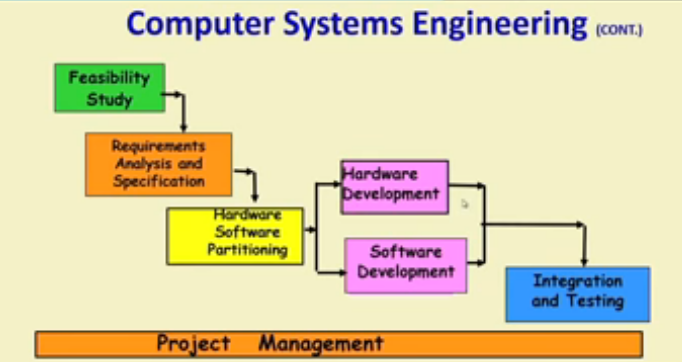 Computer Systems Engineering (CONT.)
Feasibility
Study
Requirements
Analysis and
Specification
Hardware
Software
Partitioning
Hardware
Development
Software
Development
Integration
and Testing
Project Management